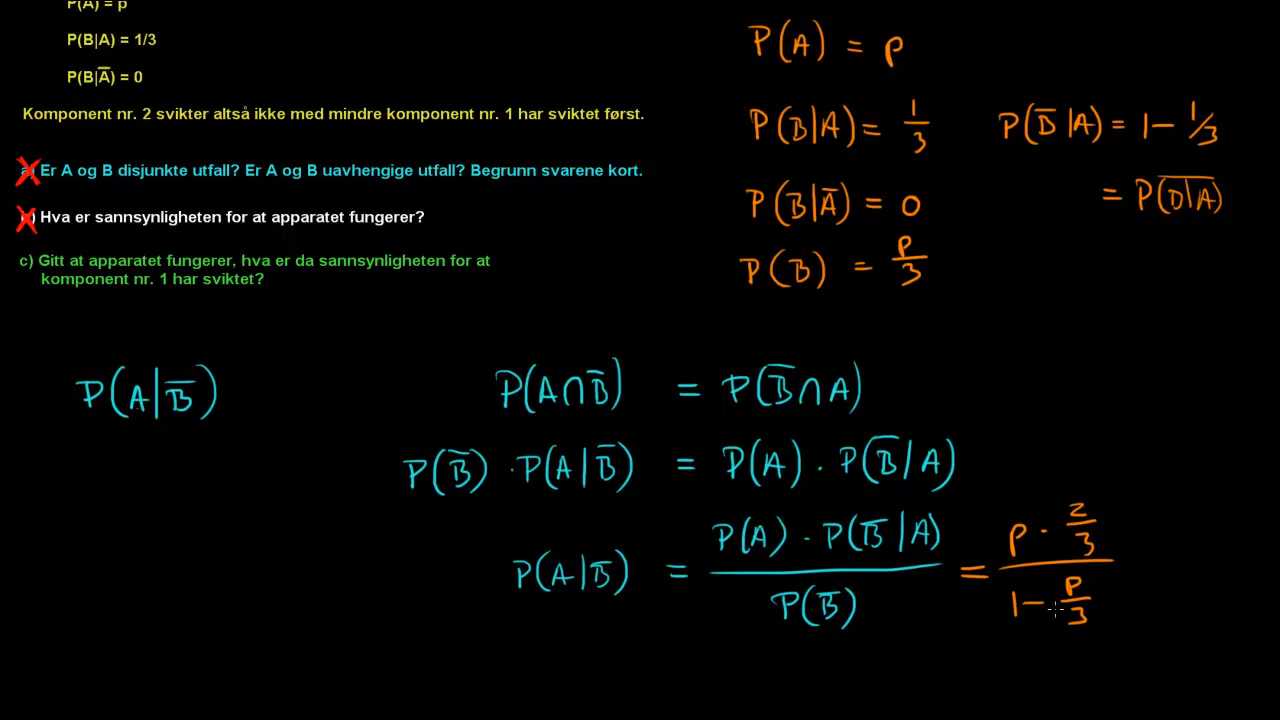 P(A) = p
P(B|A) = 1/3
P(B|A̅) = 0
Komponent nr. 2 svikter altså ikke med mindre komponent nr. 1 har sviktet først.
a) Er A og B disjunkte utfall? Er A og B uavhengige utfall? Begrunn svarene kort.
b) Hva er sannsynligheten for at apparatet fungerer?
c) Gitt at apparatet fungerer, hva er da sannsynligheten for at
komponent nr. 1 har sviktet?
P(A) = p
P(B|A) = 1/3 P(B̅|A) = 1 - 1/3
P(B|A̅) = 0 = P(B̅|̅A̅)
P(B) = p/3
P(A|B̅) P(A∩B̅) = P(B̅∩A)
P(B̅) · P(A|B̅) = P(A) · P(B̅|A)
P(A|B̅) = P(A) · P(B̅|A) / P(B̅) = p · 2/3 / 1 - p/3